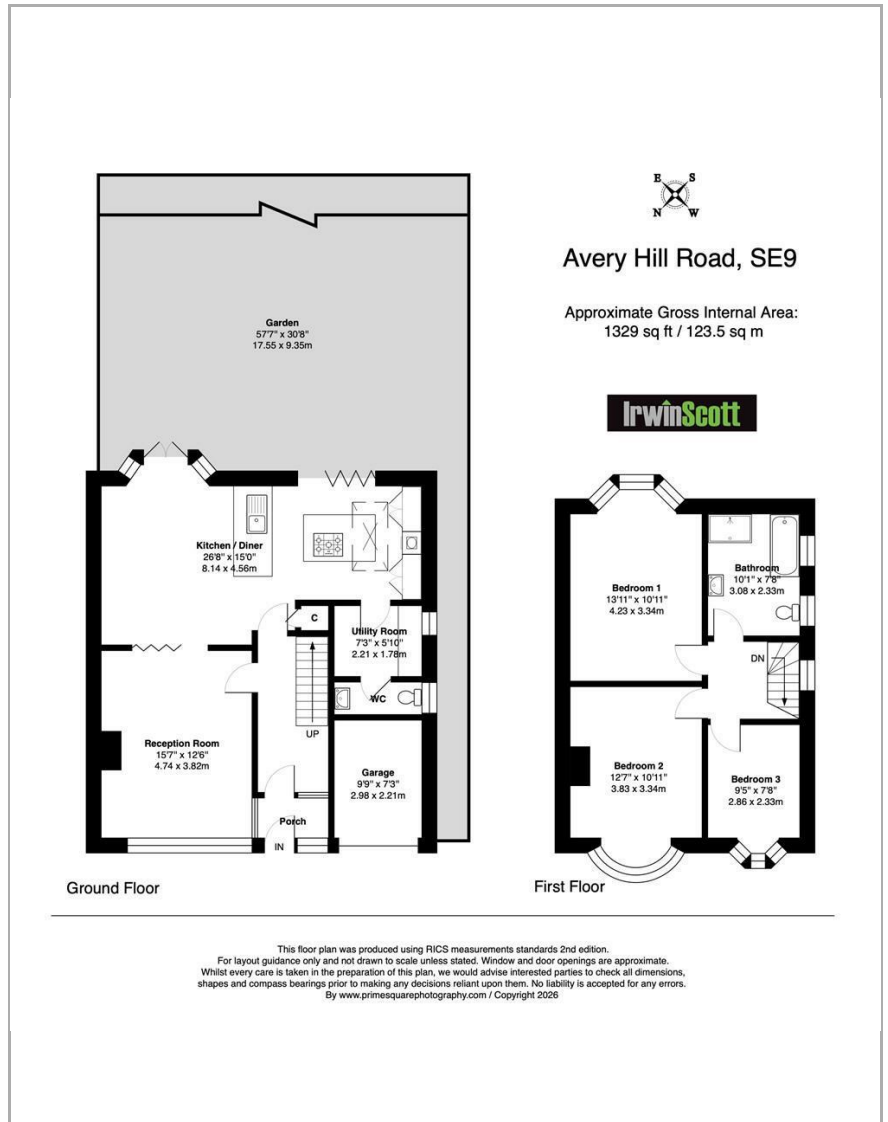 E S
N W
Avery Hill Road, SE9
Approximate Gross Internal Area:
1329 sq ft / 123.5 sq m
IrwinScott
Garden
57'7" x 30'8"
17.55 x 9.35m
Kitchen / Diner
26'8" x 15'0"
8.14 x 4.56m
C
Utility Room
7'3" x 5'10"
2.21 x 1.78m
WC
UP
Reception Room
15'7" x 12'6"
4.74 x 3.82m
Garage
9'9" x 7'3"
2.98 x 2.21m
Porch
IN
Ground Floor
Bedroom 1
13'11" x 10'11"
4.23 x 3.34m
Bathroom
10'1" x 7'8"
3.08 x 2.33m
DN
Bedroom 2
12'7" x 10'11"
3.83 x 3.34m
Bedroom 3
9'5" x 7'8"
2.86 x 2.33m
First Floor
This floor plan was produced using RICS measurements standards 2nd edition.
For layout guidance only and not drawn to scale unless stated. Window and door openings are approximate.
Whilst every care is taken in the preparation of this plan, we would advise interested parties to check all dimensions,
shapes and compass bearings prior to making any decisions reliant upon them. No liability is accepted for any errors.
By www.primesquarephotography.com / Copyright 2026